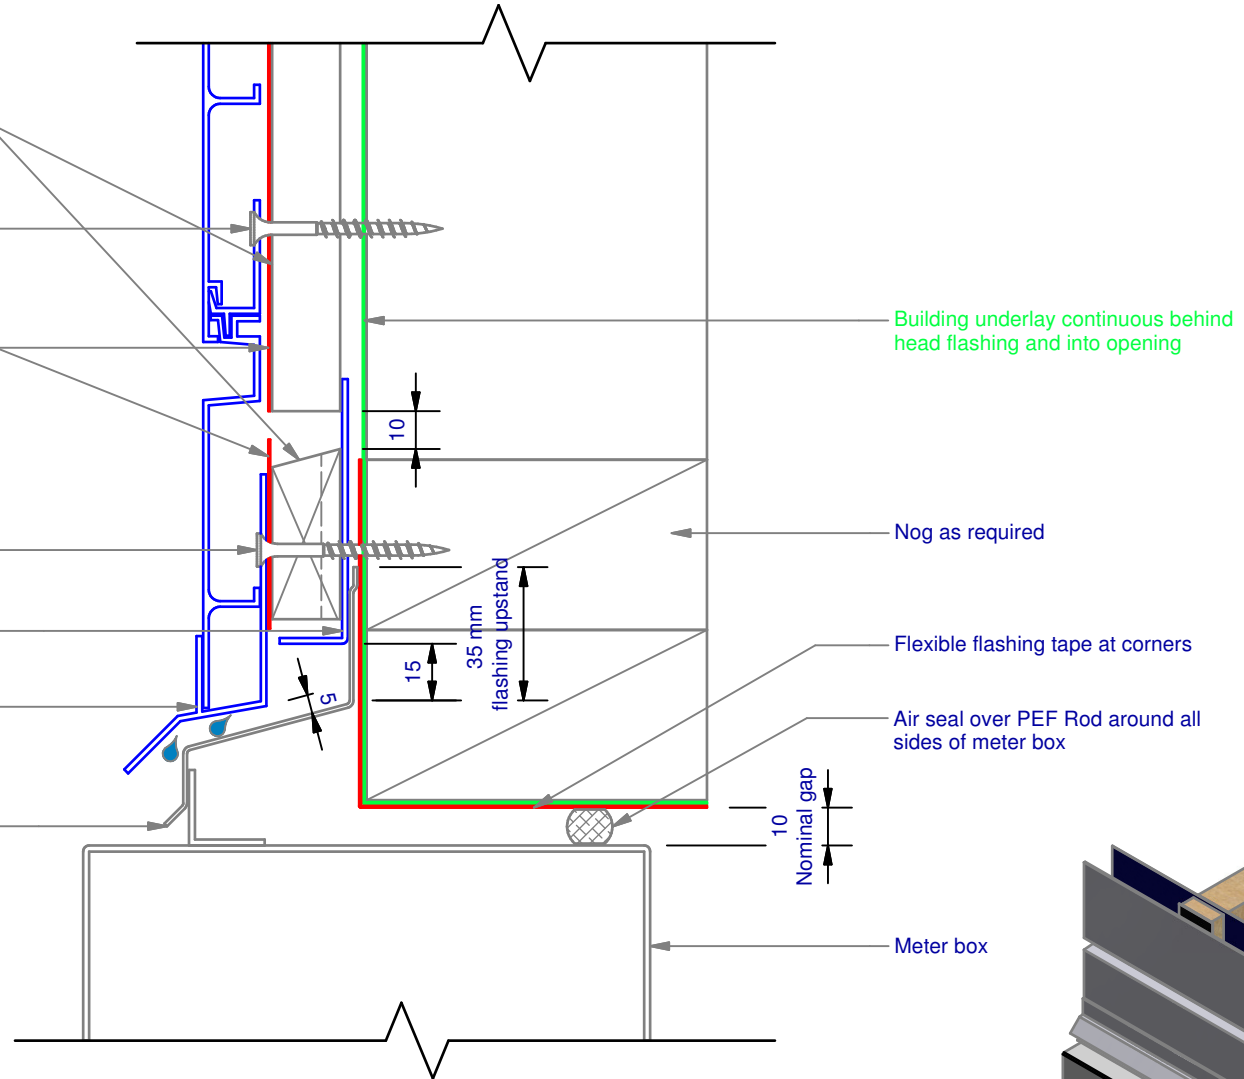 Building underlay continuous behind
head flashing and into opening
10
Nog as required
35 mm
flashing upstand
15
5
Flexible flashing tape at corners
Air seal over PEF Rod around all
sides of meter box
10
Nominal gap
Meter box